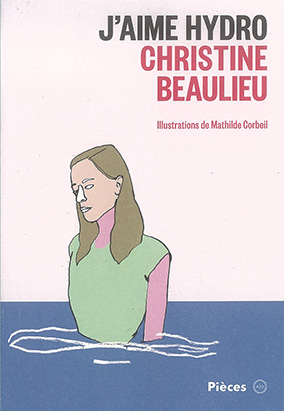 J'AIME HYDRO
CHRISTINE
BEAULIEU
Illustrations de Mathilde Corbeil
Pièces